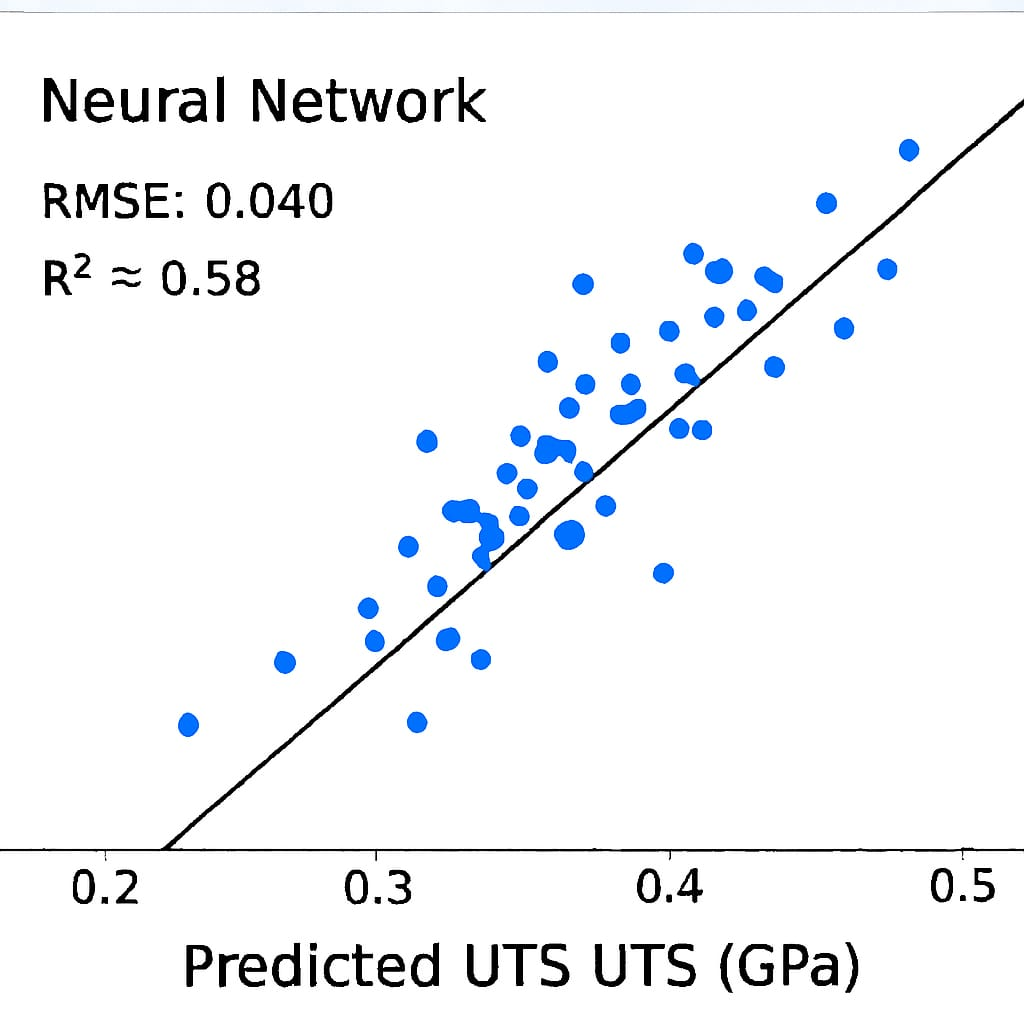 Neural Network
RMSE: 0.040
R² ≈ 0.58
0.2 0.3 0.4 0.5
Predicted UTS UTS (GPa)